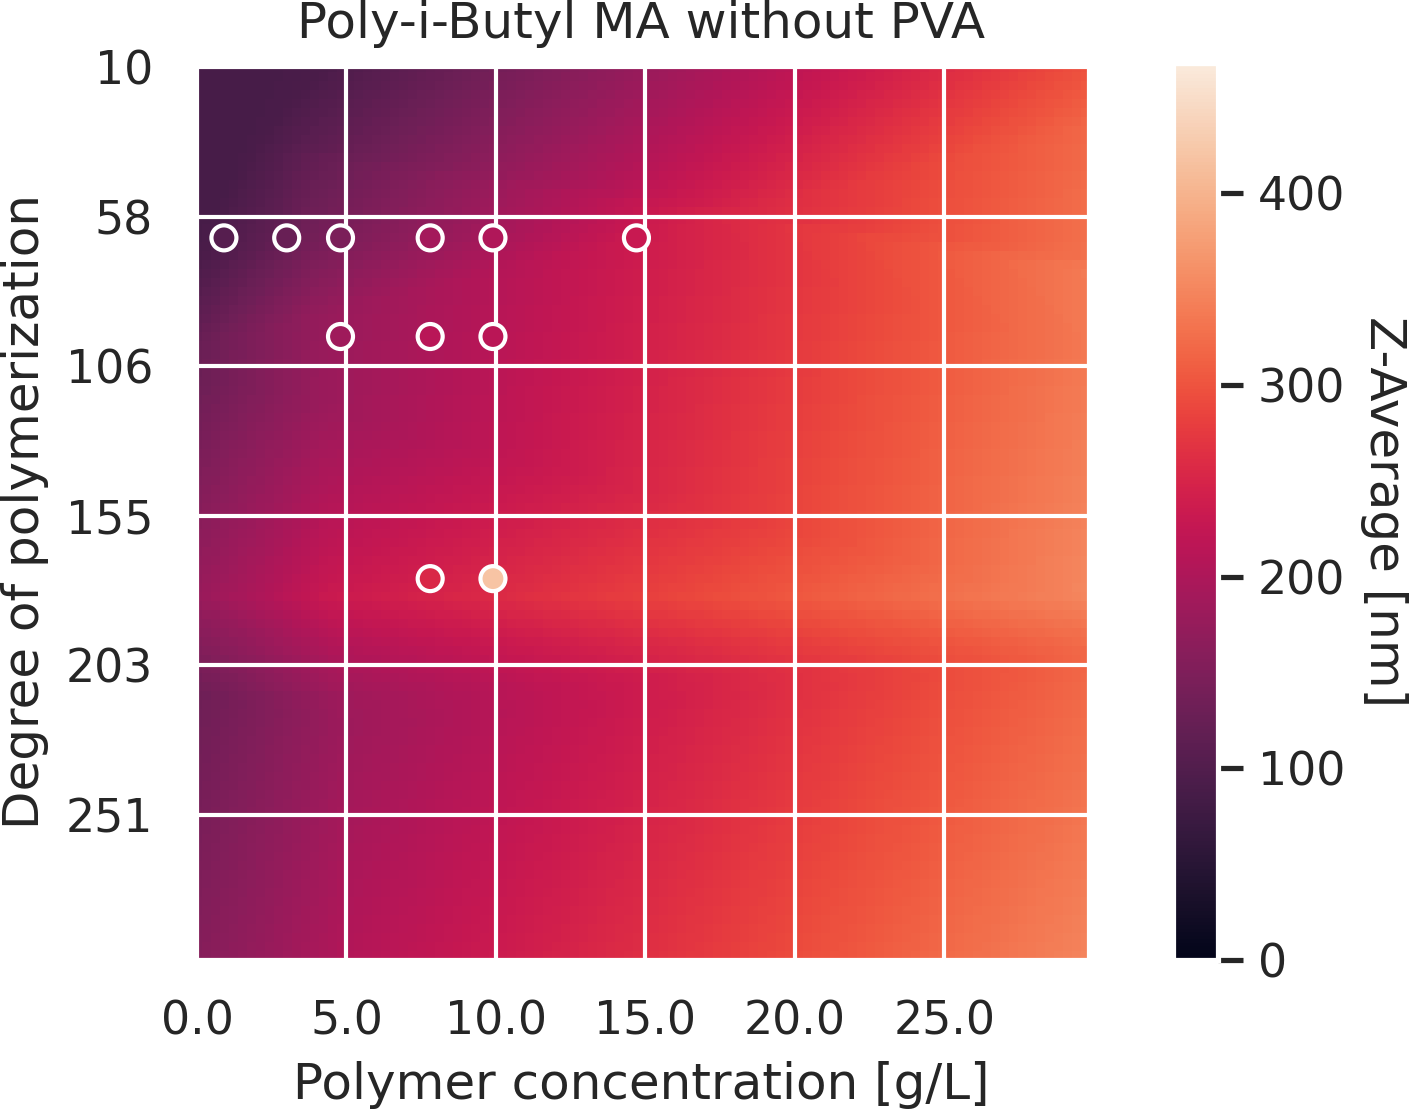 Poly-i-Butyl MA without PVA
10
58
106
155
203
251
Degree of polymerization
0.0 5.0 10.0 15.0 20.0 25.0
Polymer concentration [g/L]
400
300
200
100
0
Z-Average [nm]